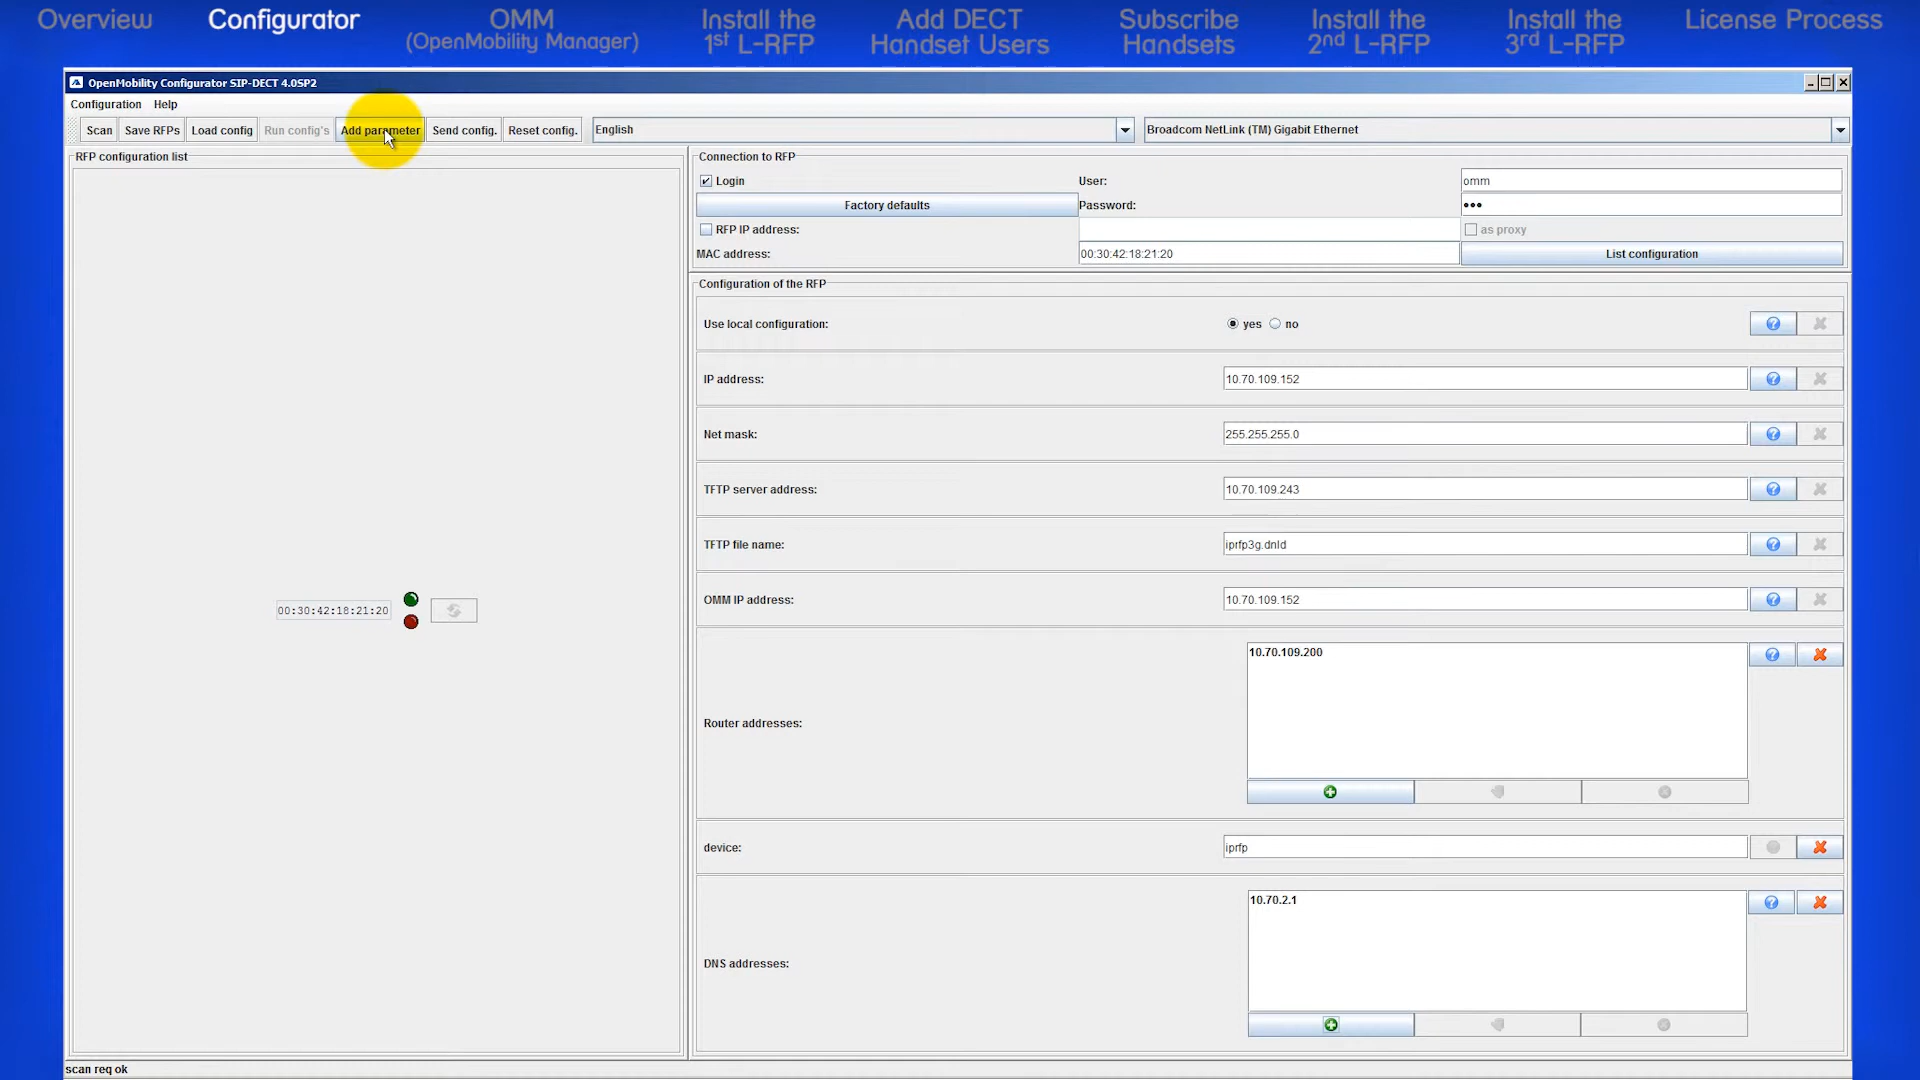 Overview
Configurator
OMM
(OpenMobility Manager)
Install the
1st L-RFP
Add DECT
Handset Users
Subscribe
Handsets
Install the
2nd L-RFP
Install the
3rd L-RFP
License Process
OpenMobility Configurator SIP-DECT 4.0SP2
Configuration Help
Scan Save RFPs Load config Run config's Add parameter Send config. Reset config. English Broadcom NetLink (TM) Gigabit Ethernet
RFP configuration list
00:30:42:18:21:20
Connection to RFP
Login User: omm
Factory defaults Password: •••
RFP IP address: as proxy
MAC address: 00:30:42:18:21:20 List configuration
Configuration of the RFP
Use local configuration: yes no
IP address: 10.70.109.152
Net mask: 255.255.255.0
TFTP server address: 10.70.109.243
TFTP file name: iprfp3g.dnld
OMM IP address: 10.70.109.152
10.70.109.200
Router addresses:
device: iprfp
10.70.2.1
DNS addresses:
scan req ok